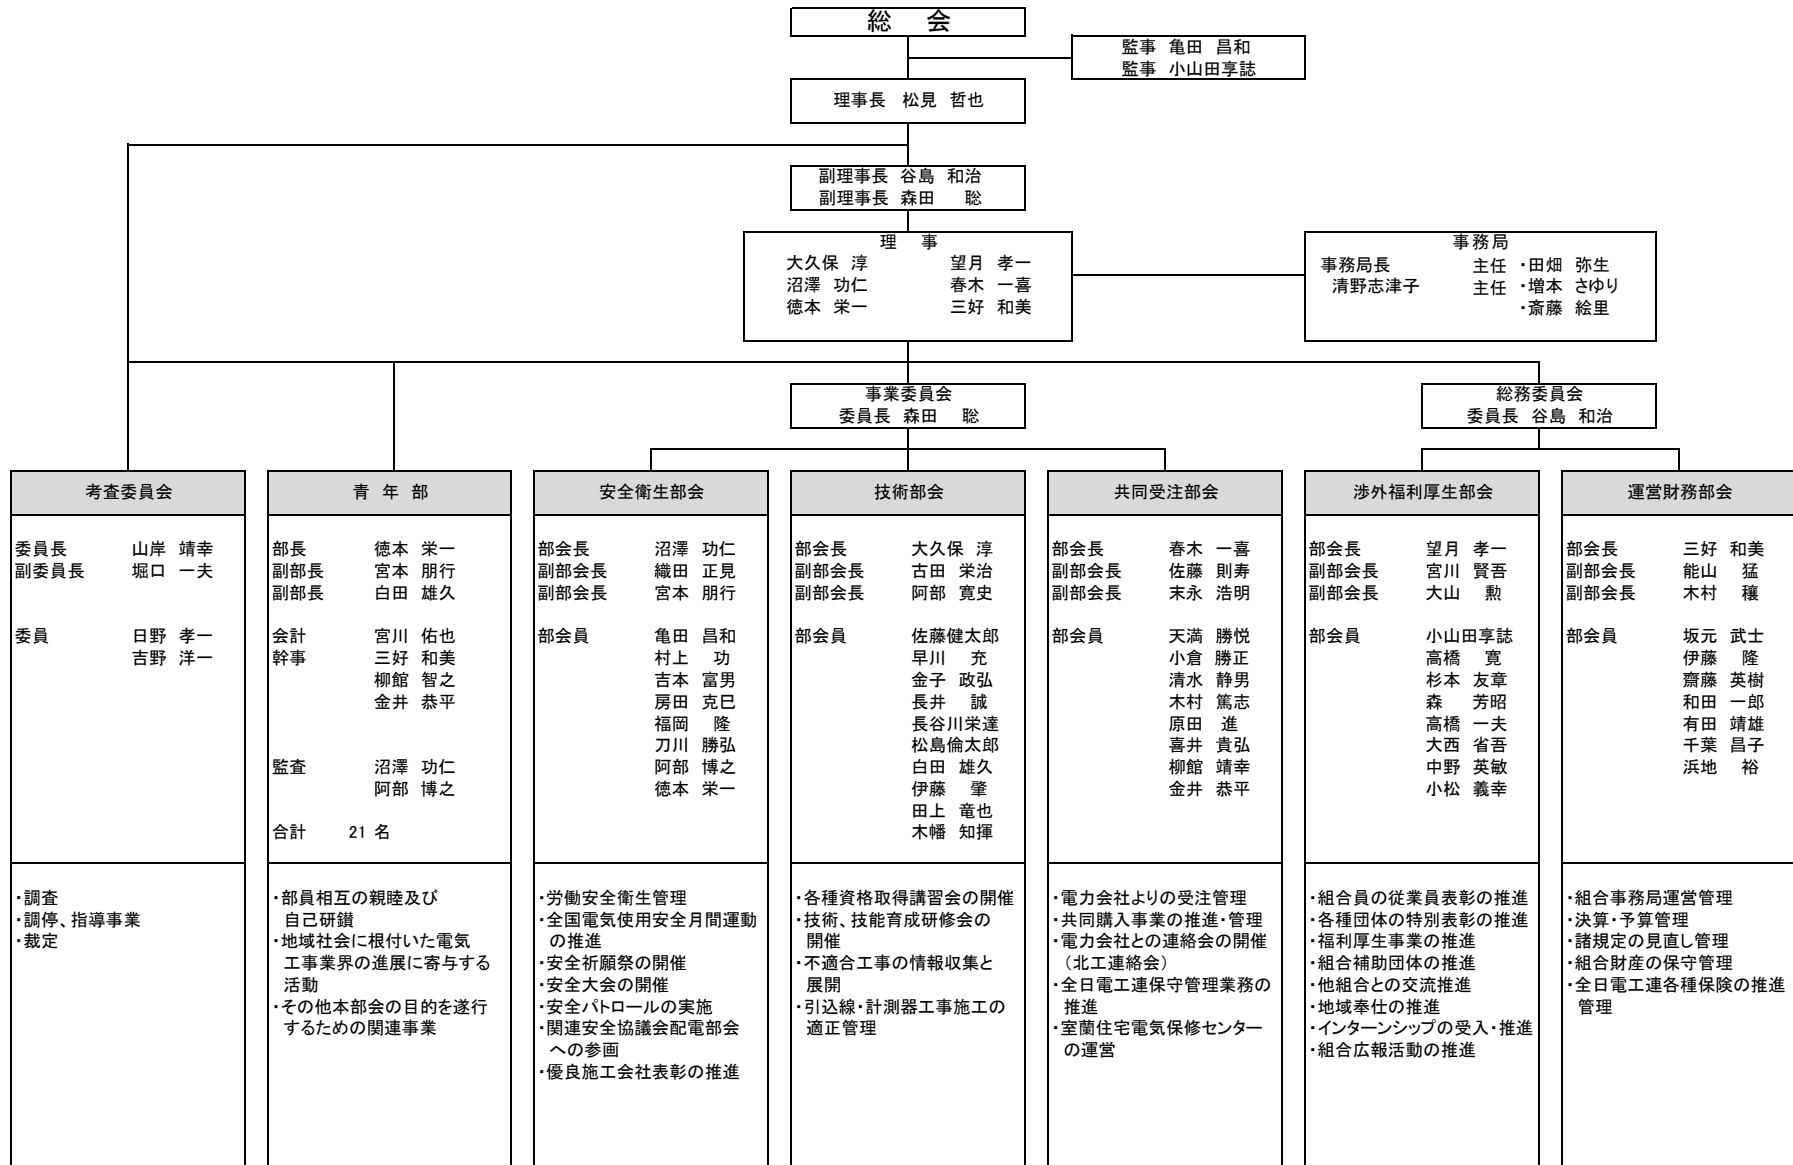 総 会
監事 亀田 昌和
監事 小山田享誌
理事長 松見 哲也
副理事長 谷島 和治
副理事長 森田 聡
理 事
大久保 淳 望月 孝一
沼澤 功仁 春木 一喜
徳本 栄一 三好 和美
事務局
事務局長 主任 ・田畑 弥生
清野志津子 主任 ・増本 さゆり
・斎藤 絵里
事業委員会
委員長 森田 聡
総務委員会
委員長 谷島 和治
考査委員会
委員長 山岸 靖幸
副委員長 堀口 一夫
委員 日野 孝一
吉野 洋一
・調査
・調停、指導事業
・裁定
青 年 部
部長 徳本 栄一
副部長 宮本 朋行
副部長 白田 雄久
会計 宮川 佑也
幹事 三好 和美
柳館 智之
金井 恭平
監査 沼澤 功仁
阿部 博之
合計 21 名
・部員相互の親睦及び
自己研鑚
・地域社会に根付いた電気
工事業界の進展に寄与する
活動
・その他本部会の目的を遂行
するための関連事業
安全衛生部会
部会長 沼澤 功仁
副部会長 織田 正見
副部会長 宮本 朋行
部会員 亀田 昌和
村上 功
吉本 富男
房田 克巳
福岡 隆
刀川 勝弘
阿部 博之
徳本 栄一
・労働安全衛生管理
・全国電気使用安全月間運動
の推進
・安全祈願祭の開催
・安全大会の開催
・安全パトロールの実施
・関連安全協議会配電部会
への参画
・優良施工会社表彰の推進
技術部会
部会長 大久保 淳
副部会長 古田 栄治
副部会長 阿部 寛史
部会員 佐藤健太郎
早川 充
金子 政弘
長井 誠
長谷川栄達
松島倫太郎
白田 雄久
伊藤 肇
田上 竜也
木幡 知揮
・各種資格取得講習会の開催
・技術、技能育成研修会の
開催
・不適合工事の情報収集と
展開
・引込線・計測器工事施工の
適正管理
共同受注部会
部会長 春木 一喜
副部会長 佐藤 則寿
副部会長 末永 浩明
部会員 天満 勝悦
小倉 勝正
清水 静男
木村 篤志
原田 進
喜井 貴弘
柳館 靖幸
金井 恭平
・電力会社よりの受注管理
・共同購入事業の推進・管理
・電力会社との連絡会の開催
（北工連絡会）
・全日電工連保守管理業務の
推進
・室蘭住宅電気保修センター
の運営
渉外福利厚生部会
部会長 望月 孝一
副部会長 宮川 賢吾
副部会長 大山 勲
部会員 小山田享誌
高橋 寛
杉本 友章
森 芳昭
高橋 一夫
大西 省吾
中野 英敏
小松 義幸
・組合員の従業員表彰の推進
・各種団体の特別表彰の推進
・福利厚生事業の推進
・組合補助団体の推進
・他組合との交流推進
・地域奉仕の推進
・インターンシップの受入・推進
・組合広報活動の推進
運営財務部会
部会長 三好 和美
副部会長 能山 猛
副部会長 木村 穣
部会員 坂元 武士
伊藤 隆
齋藤 英樹
和田 一郎
有田 靖雄
千葉 昌子
浜地 裕
・組合事務局運営管理
・決算・予算管理
・諸規定の見直し管理
・組合財産の保守管理
・全日電工連各種保険の推進
管理